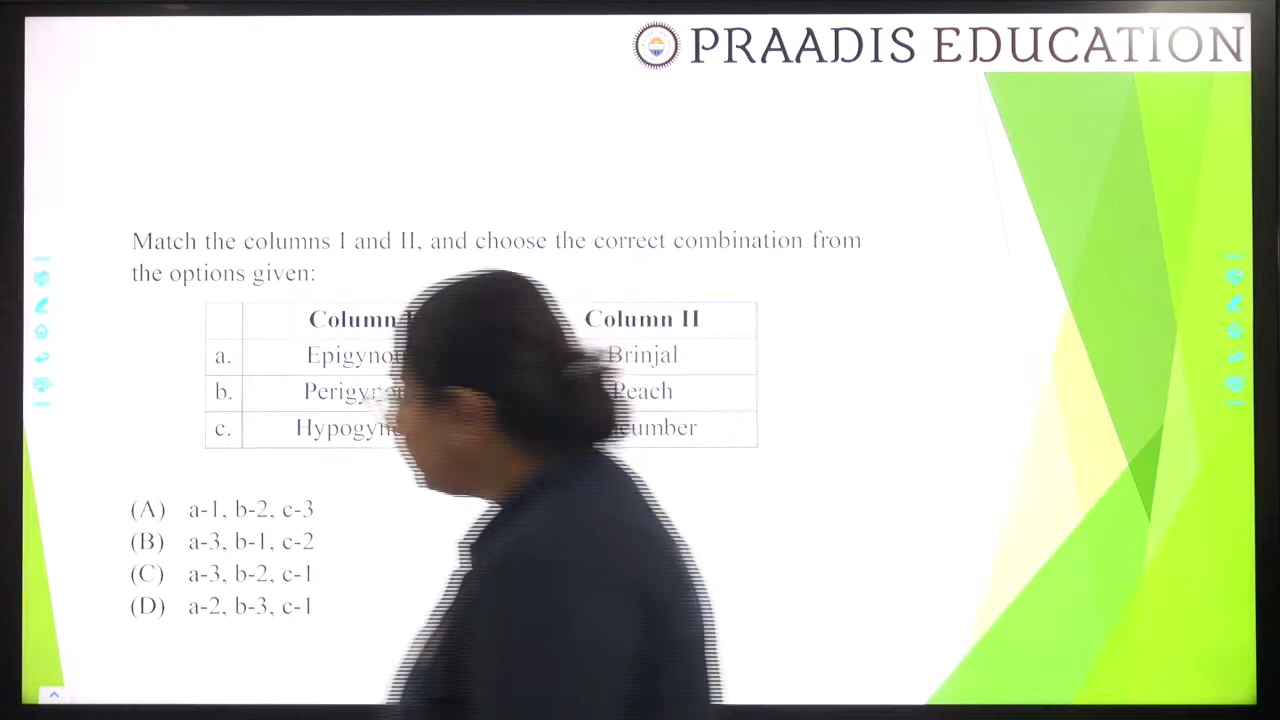 PRAADIS EDUCATION
Match the columns I and II, and choose the correct combination from
the options given:
Column Column II
a. Brinjal
b. Peach
c.
(A) a-1, b-2, c-3
(B) a-3, b-1, c-2
(C) a-3, b-2, c-1
(D) a-2, b-3, c-1